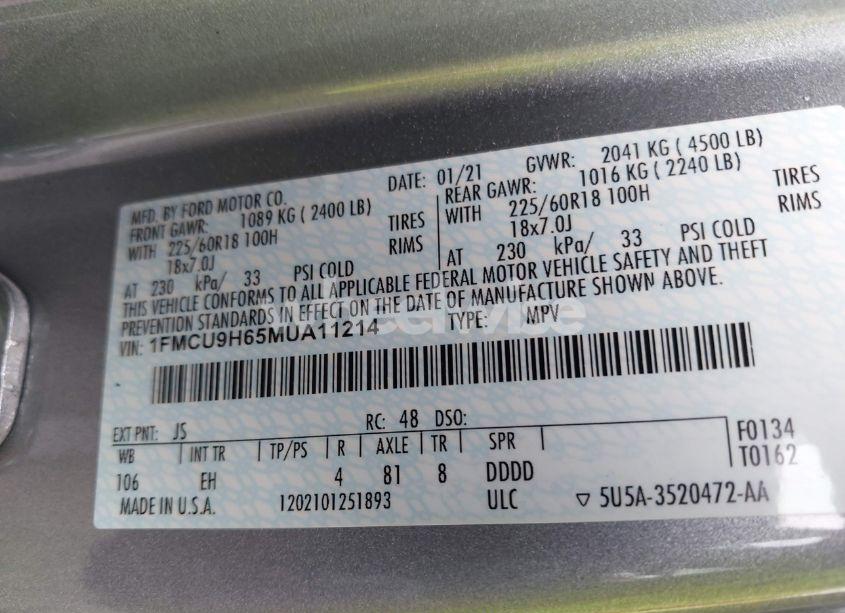 MFD. BY FORD MOTOR CO. DATE: 01/21 GVWR: 2041 KG ( 4500 LB)
FRONT GAWR: 1089 KG ( 2400 LB) REAR GAWR: 1016 KG ( 2240 LB)
WITH 225/60R18 100H TIRES WITH 225/60R18 100H TIRES
18x7.0J RIMS 18x7.0J RIMS
AT 230 kPa/ 33 PSI COLD AT 230 kPa/ 33 PSI COLD
THIS VEHICLE CONFORMS TO ALL APPLICABLE FEDERAL MOTOR VEHICLE SAFETY AND THEFT
PREVENTION STANDARDS IN EFFECT ON THE DATE OF MANUFACTURE SHOWN ABOVE.
VIN: 1FMCU9H65MUA11214 TYPE: MPV
EXT PNT: JS RC: 48 DSO:
WB INT TR TP/PS R AXLE TR SPR F0134
106 EH 4 81 8 DDDD T0162
MADE IN U.S.A. 1202101251893 ULC ▽ 5U5A-3520472-AA